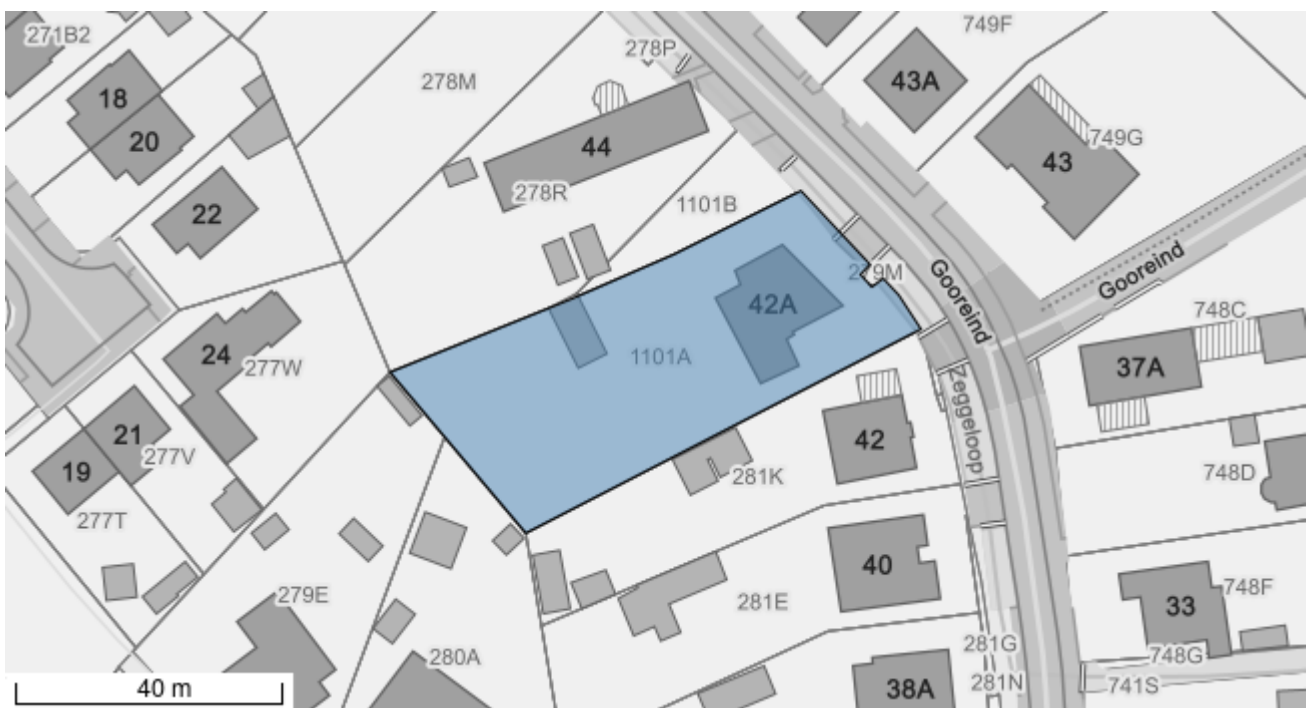 271B2
278P
749F
18
278M
43A
20
44
749G
43
22
278R
1101B
279M
Gooreind
Gooreind
42A
748C
24
277W
1101A
37A
Zeggeloop
21
277V
19
42
281K
748D
277T
40
279E
281E
33
748F
281G
280A
748G
281N
741S
40 m
38A